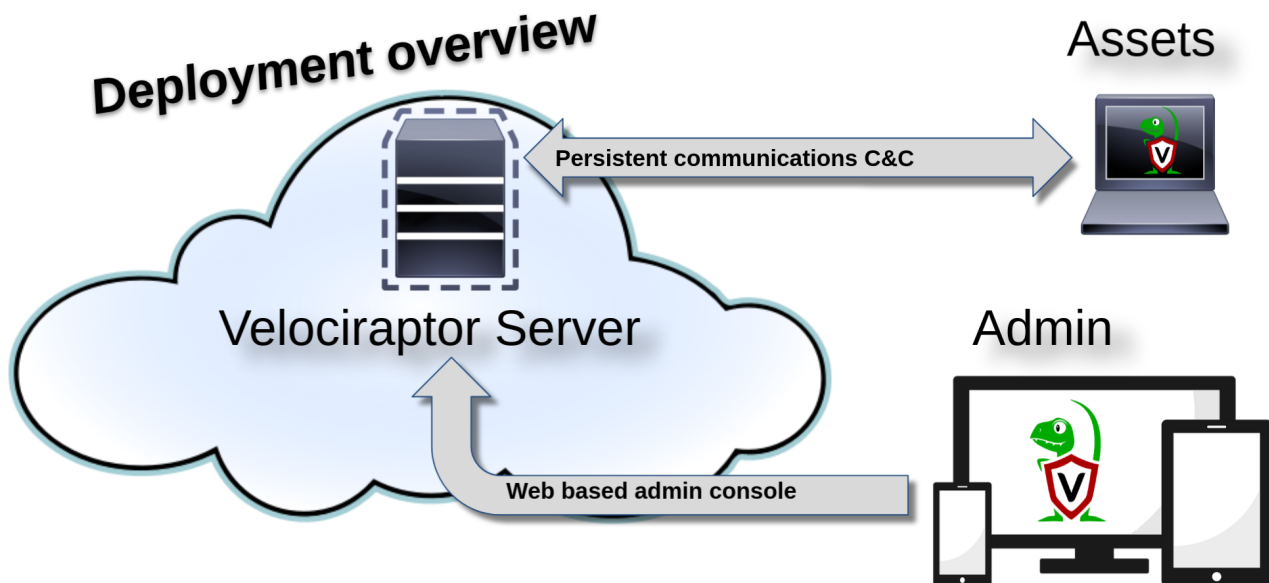 Deployment overview
Assets
Persistent communications C&C
V
Velociraptor Server
Admin
V
Web based admin console